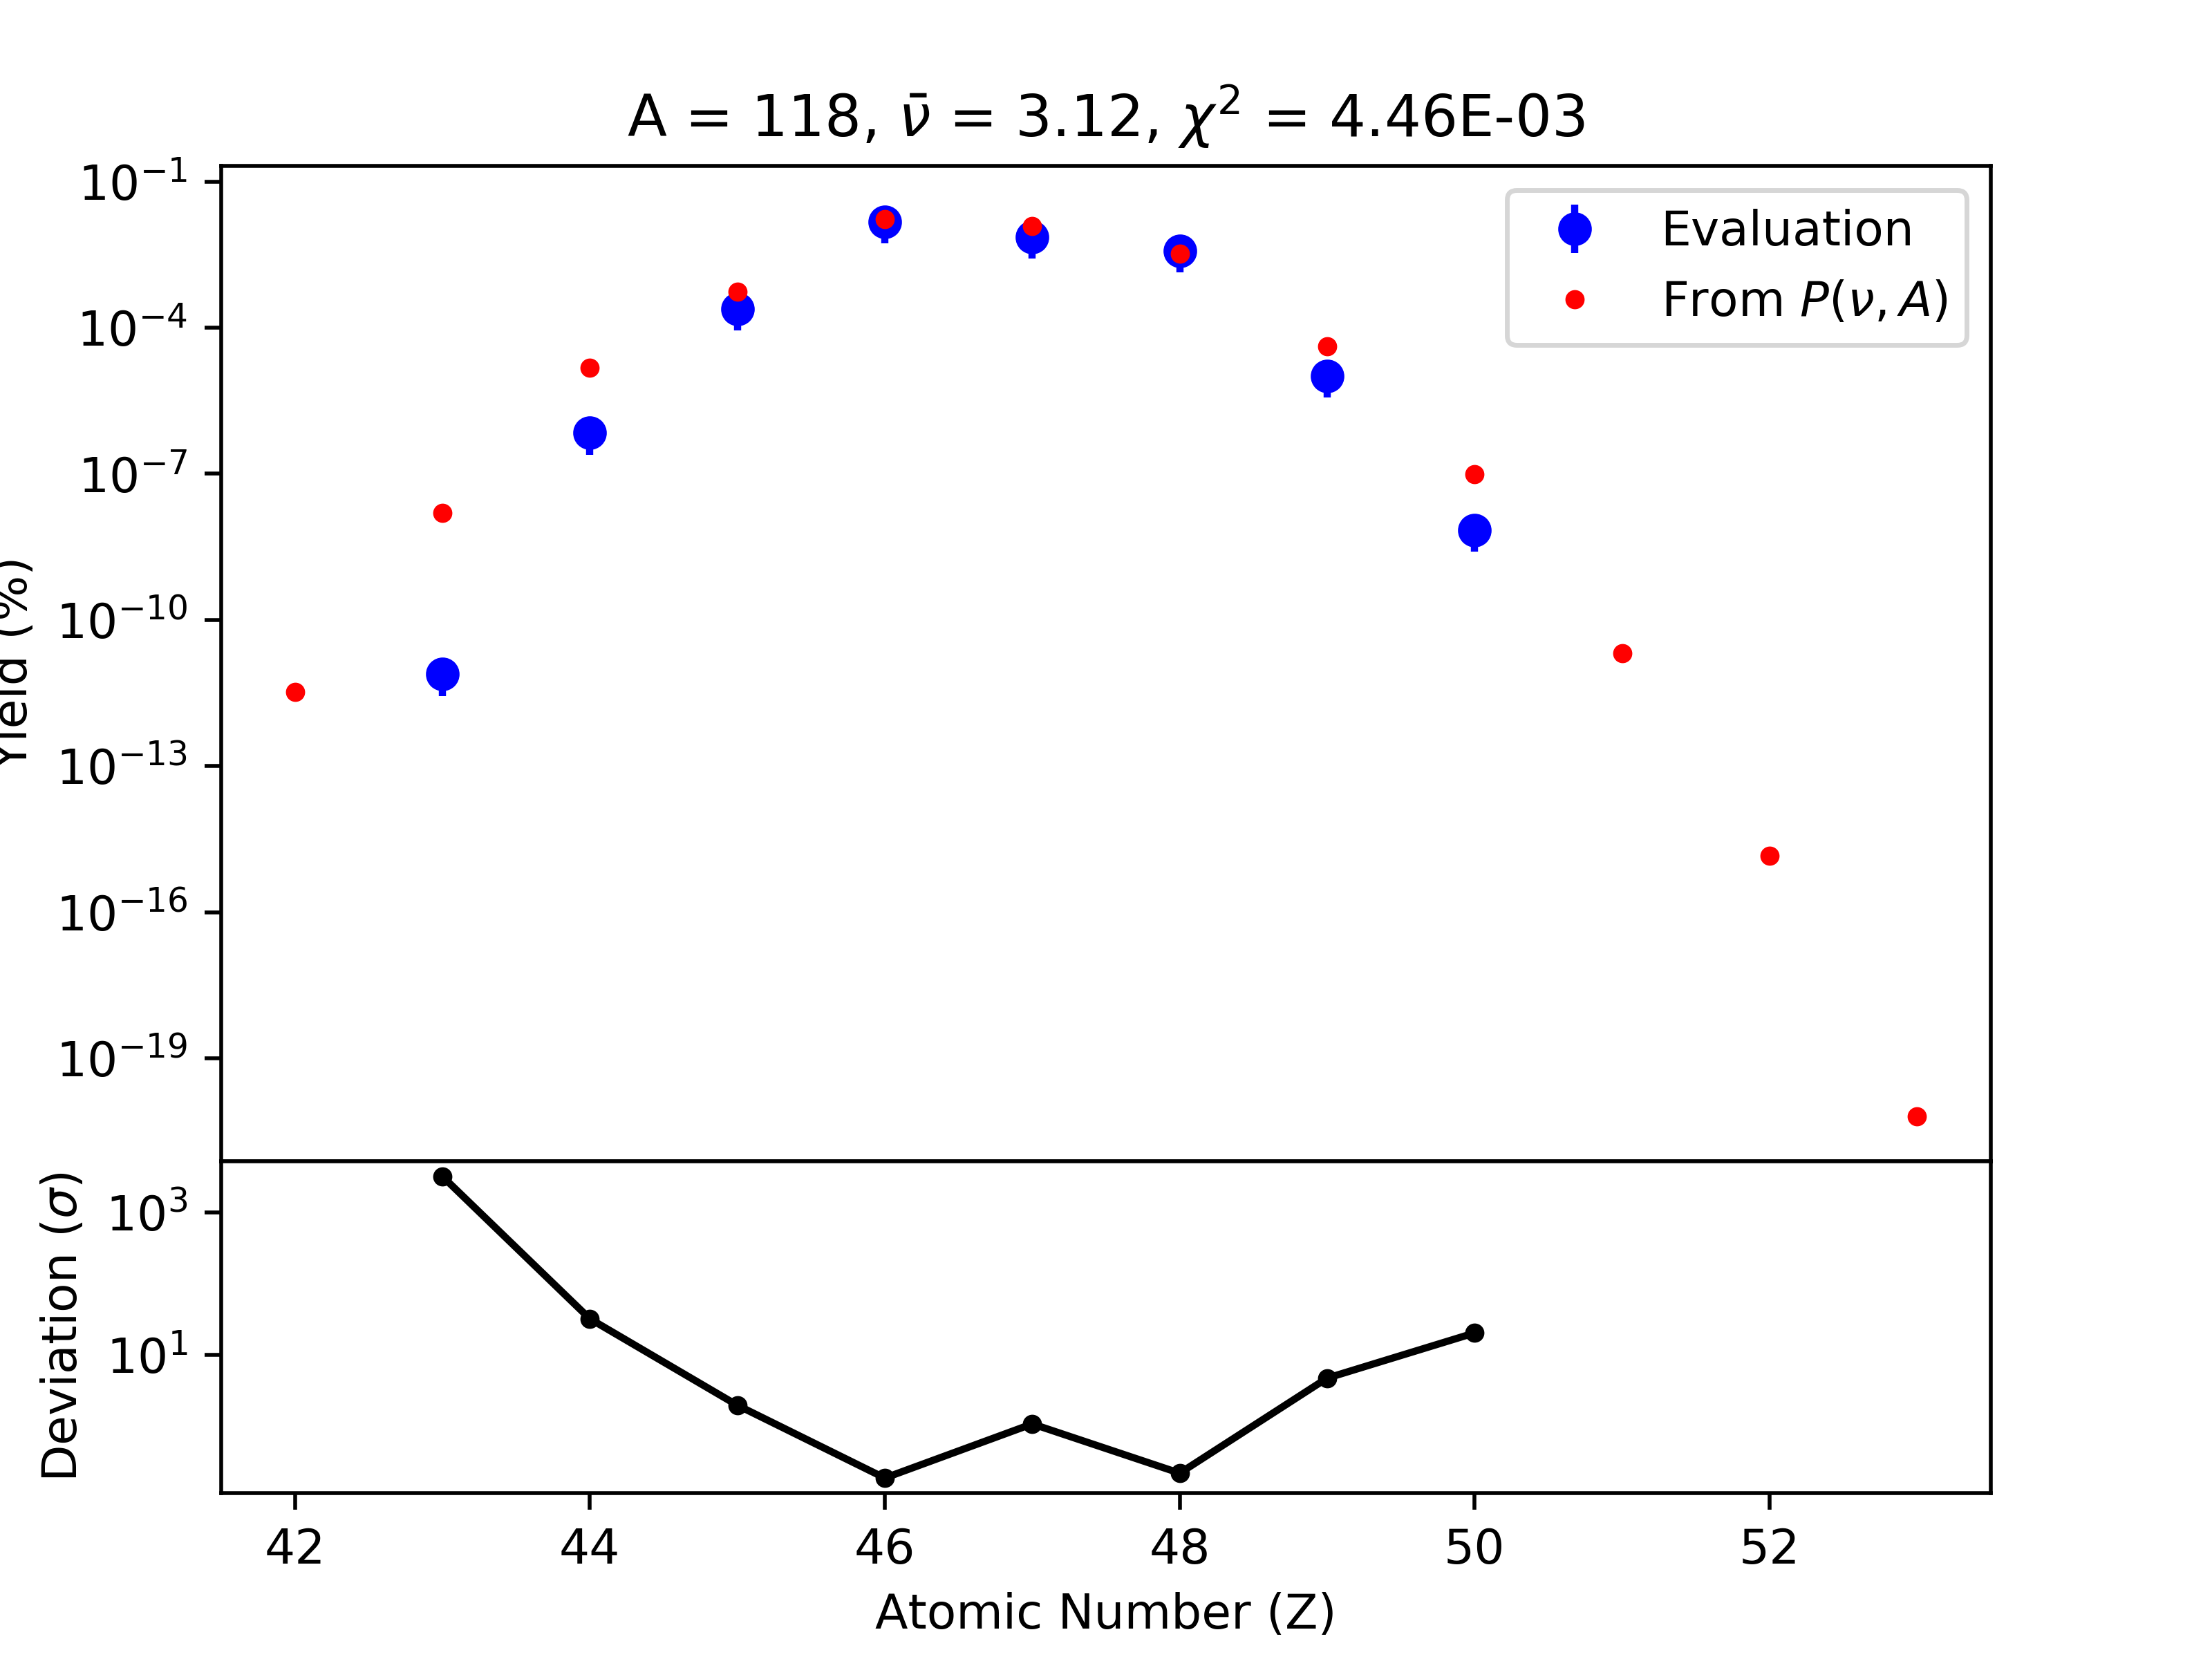 A = 118, ν̄ = 3.12, χ² = 4.46E-03
10⁻¹
10⁻⁴
10⁻⁷
10⁻¹⁰
10⁻¹³
10⁻¹⁶
10⁻¹⁹
Yield (%)
Evaluation
From P(ν, A)
10³
10¹
Deviation (σ)
42 44 46 48 50 52
Atomic Number (Z)